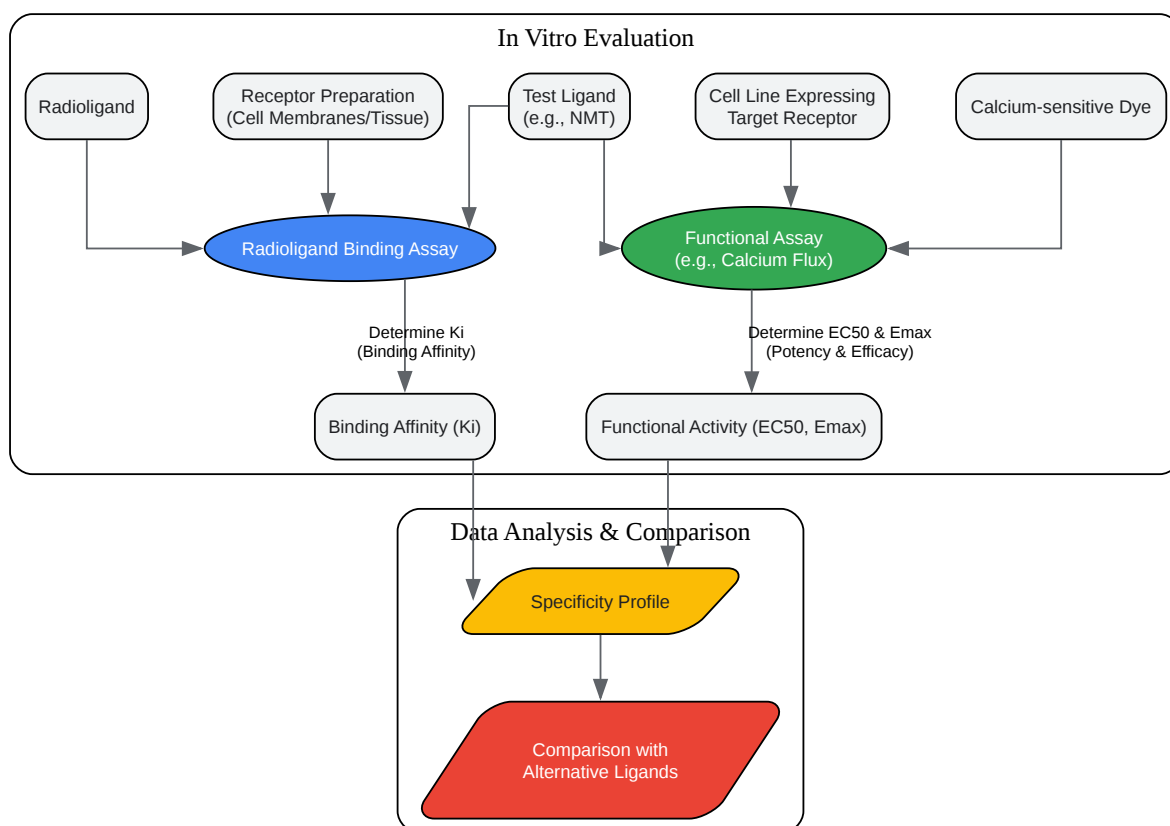 In Vitro Evaluation
Radioligand
Receptor Preparation
(Cell Membranes/Tissue)
Test Ligand
(e.g., NMT)
Cell Line Expressing
Target Receptor
Calcium-sensitive Dye
Radioligand Binding Assay
Functional Assay
(e.g., Calcium Flux)
Determine Ki
(Binding Affinity)
Determine EC50 & Emax
(Potency & Efficacy)
Binding Affinity (Ki)
Functional Activity (EC50, Emax)
Data Analysis & Comparison
Specificity Profile
Comparison with
Alternative Ligands